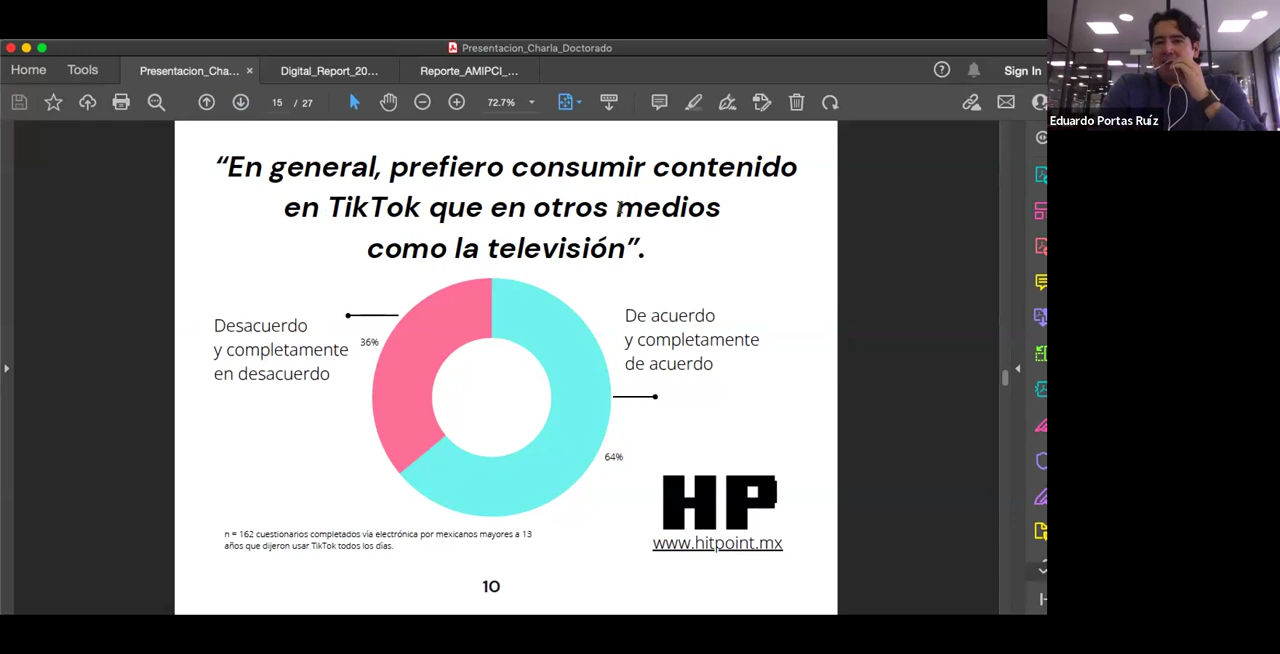 Presentacion_Charla_Doctorado
Home
Tools
Presentacion_Cha...
×
Digital_Report_20...
Reporte_AMIPCI_...
Sign In
15 / 27
72.7%
Eduardo Portas Ruíz
“En general, prefiero consumir contenido
en TikTok que en otros medios
como la televisión”.
Desacuerdo
y completamente
en desacuerdo
36%
De acuerdo
y completamente
de acuerdo
64%
HP
www.hitpoint.mx
n = 162 cuestionarios completados vía electrónica por mexicanos mayores a 13
años que dijeron usar TikTok todos los días.
10